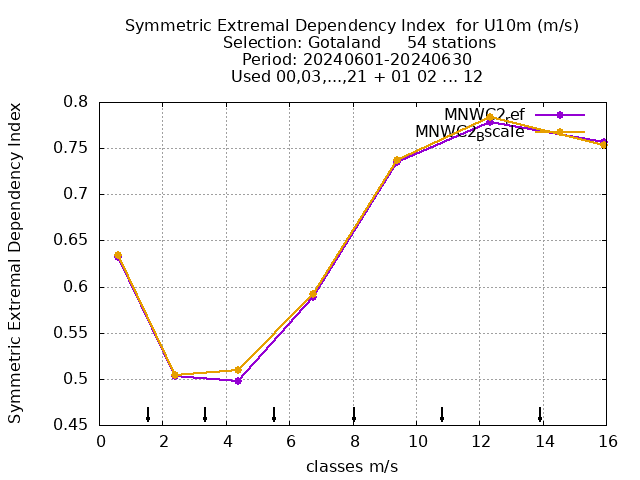 Symmetric Extremal Dependency Index  for U10m (m/s)
Selection: Gotaland     54 stations
Period: 20240601-20240630
Used 00,03,...,21 + 01 02 ... 12
Symmetric Extremal Dependency Index
0.8
0.75
0.7
0.65
0.6
0.55
0.5
0.45
MNWC2ref
MNWC2Bscale
0 2 4 6 8 10 12 14 16
classes m/s